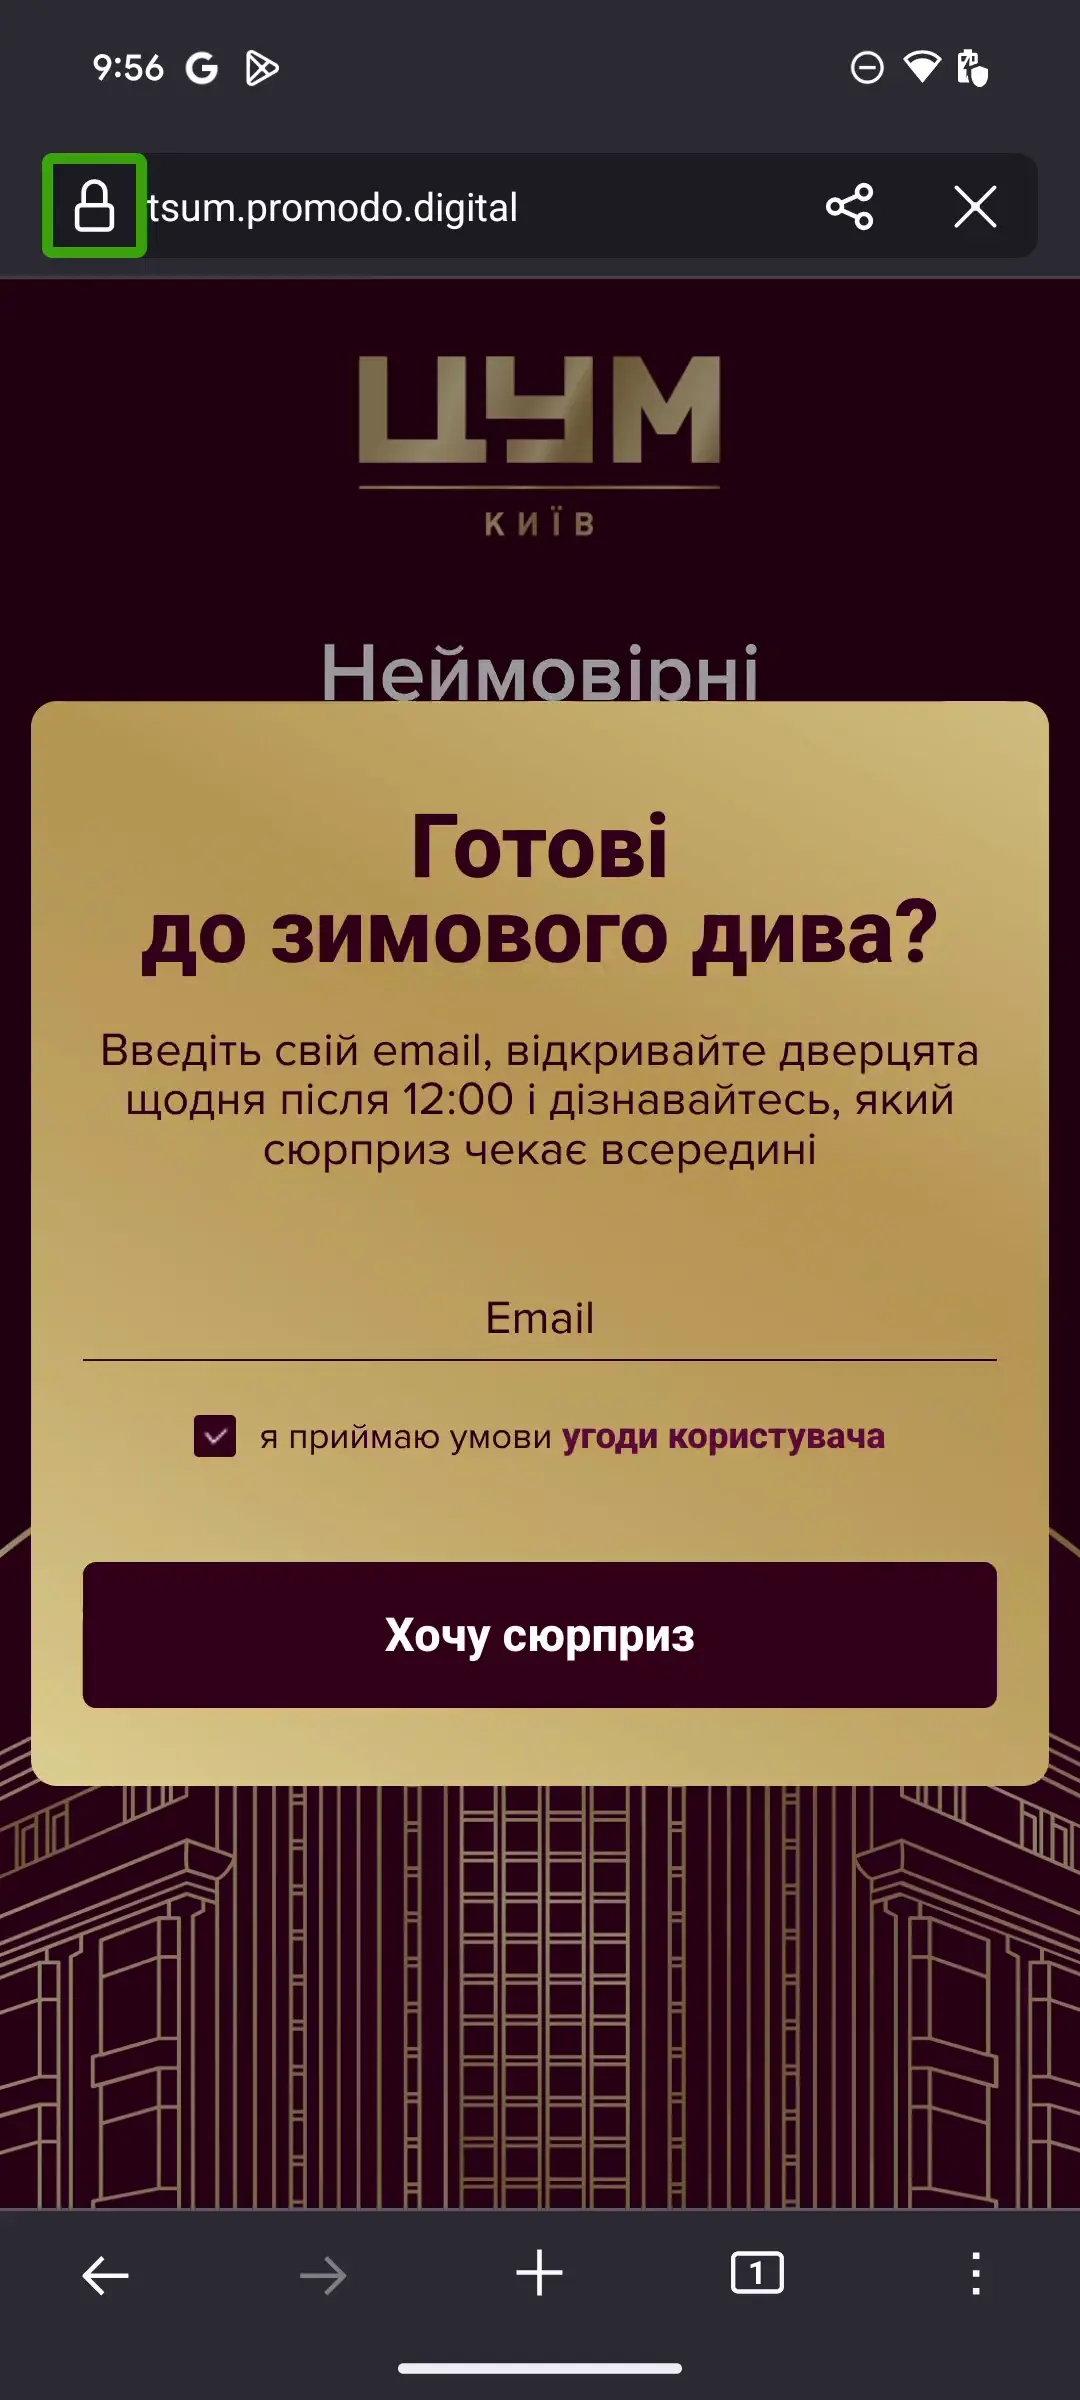 9:56
tsum.promodo.digital
ЦУМ
КИЇВ
Неймовірні
Готові
до зимового дива?
Введіть свій email, відкривайте дверцята
щодня після 12:00 і дізнавайтесь, який
сюрприз чекає всередині
Email
я приймаю умови угоди користувача
Хочу сюрприз
1